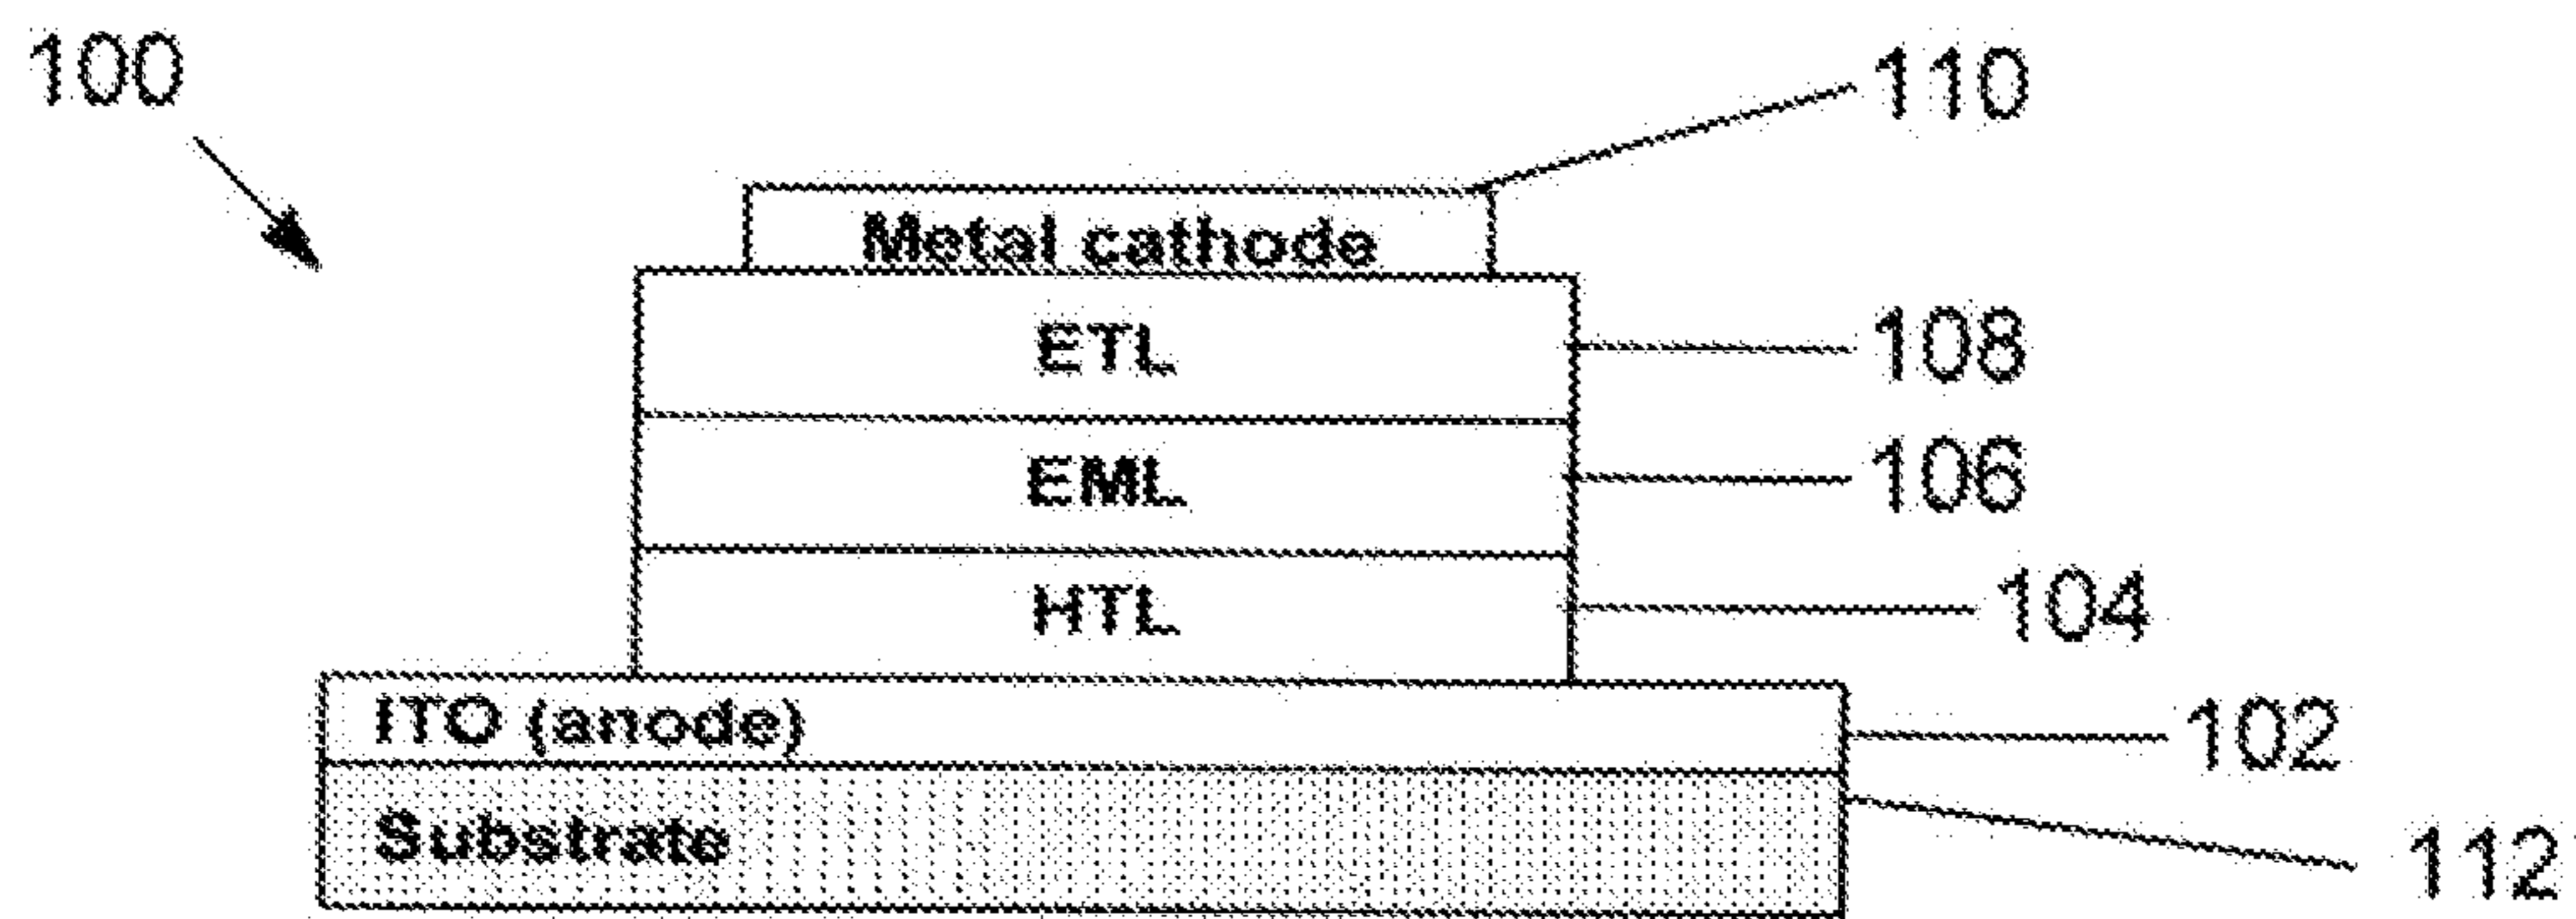 100
110
Metal cathode
ETL
108
EML
106
HTL
104
ITO (anode)
102
Substrate
112